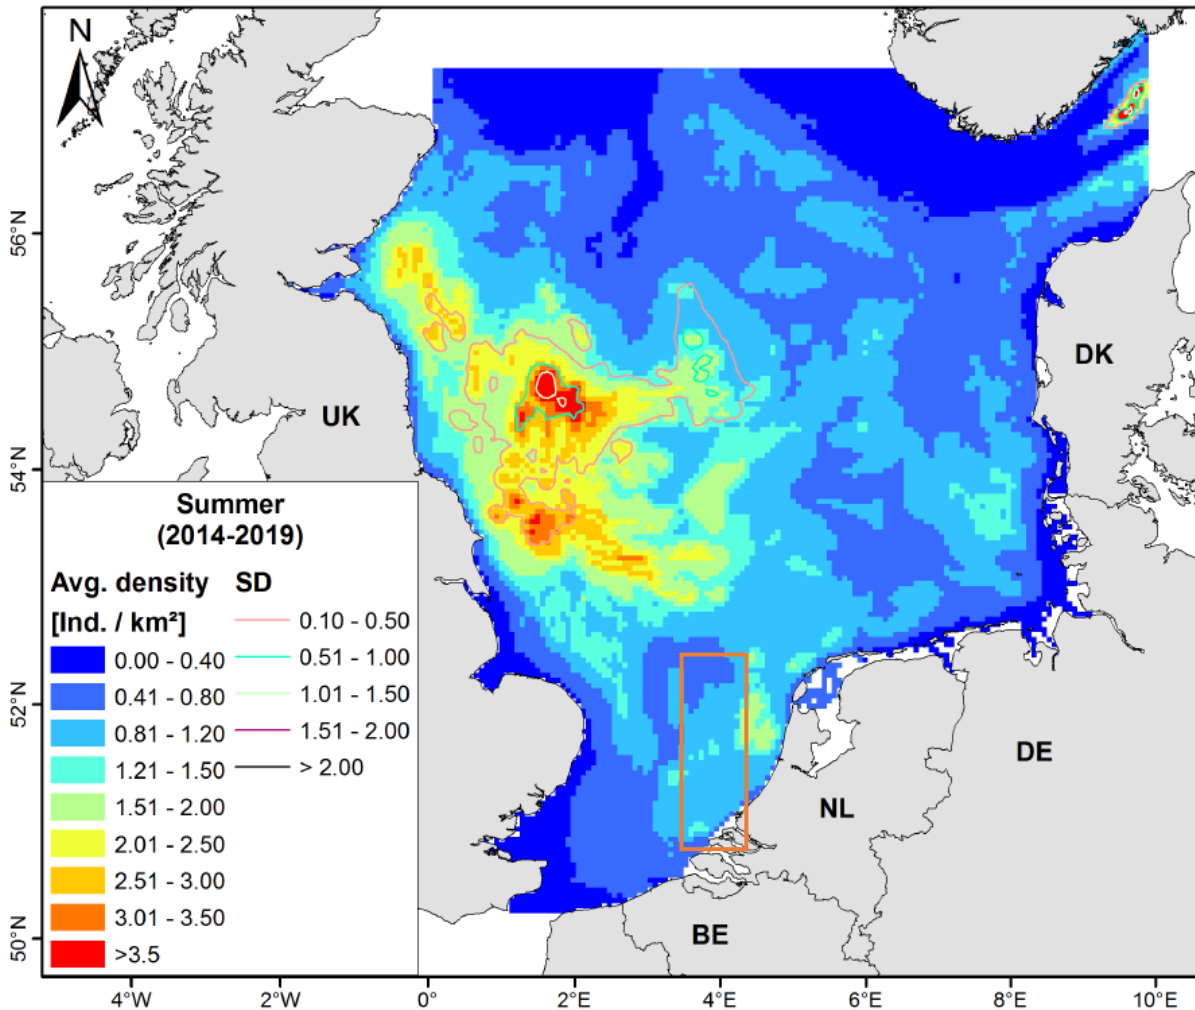 N
56°N
54°N
52°N
50°N
UK
DK
DE
NL
BE
Summer
(2014-2019)
Avg. density SD
[Ind. / km²]
0.00 - 0.40
0.41 - 0.80
0.81 - 1.20
1.21 - 1.50
1.51 - 2.00
2.01 - 2.50
2.51 - 3.00
3.01 - 3.50
>3.5
0.10 - 0.50
0.51 - 1.00
1.01 - 1.50
1.51 - 2.00
> 2.00
4°W 2°W 0° 2°E 4°E 6°E 8°E 10°E